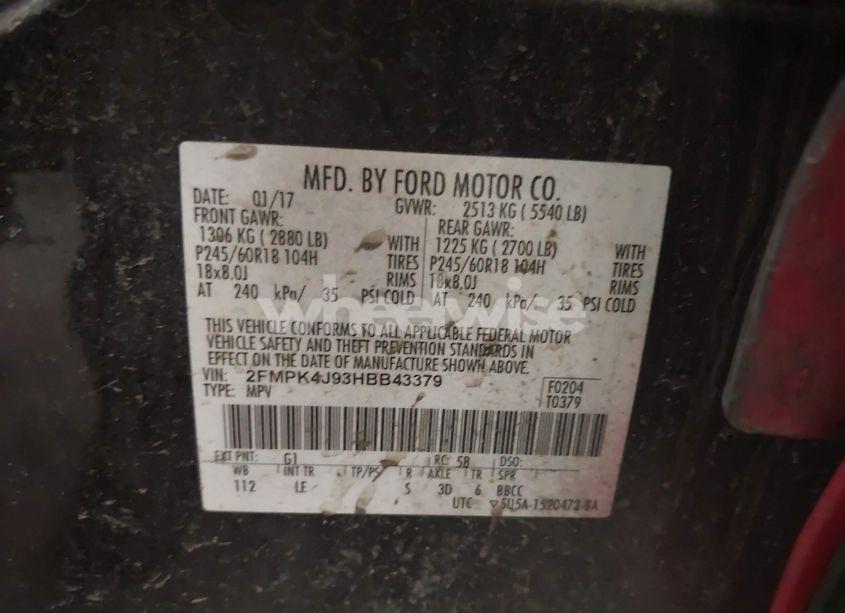 MFD. BY FORD MOTOR CO.
DATE: 01/17 GVWR: 2513 KG ( 5540 LB)
FRONT GAWR: REAR GAWR:
1306 KG ( 2880 LB) WITH 1225 KG ( 2700 LB) WITH
P245/60R18 104H TIRES P245/60R18 104H TIRES
18x8.0J RIMS 18x8.0J RIMS
AT 240 kPa/ 35 PSI COLD AT 240 kPa/ 35 PSI COLD
wheelwise
THIS VEHICLE CONFORMS TO ALL APPLICABLE FEDERAL MOTOR
VEHICLE SAFETY AND THEFT PREVENTION STANDARDS IN
EFFECT ON THE DATE OF MANUFACTURE SHOWN ABOVE.
VIN: 2FMPK4J93HBB43379 F0204
TYPE: MPV T0379
EXT PNT: G1 RC: 58 DSO:
WB INT TR TP/PS R AXLE TR SPR
112 LE S 3D 6 BBCC
UTC ▽5U5A-1520472-BA